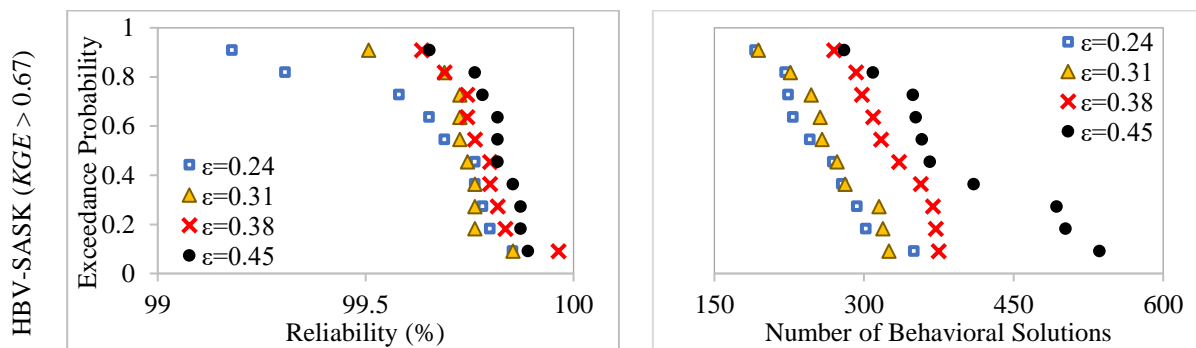 HBV-SASK (KGE > 0.67)
Exceedance Probability
1
0.8
0.6
0.4
0.2
0
ε=0.24
ε=0.31
ε=0.38
ε=0.45
99
99.5
100
Reliability (%)
ε=0.24
ε=0.31
ε=0.38
ε=0.45
150
300
450
600
Number of Behavioral Solutions